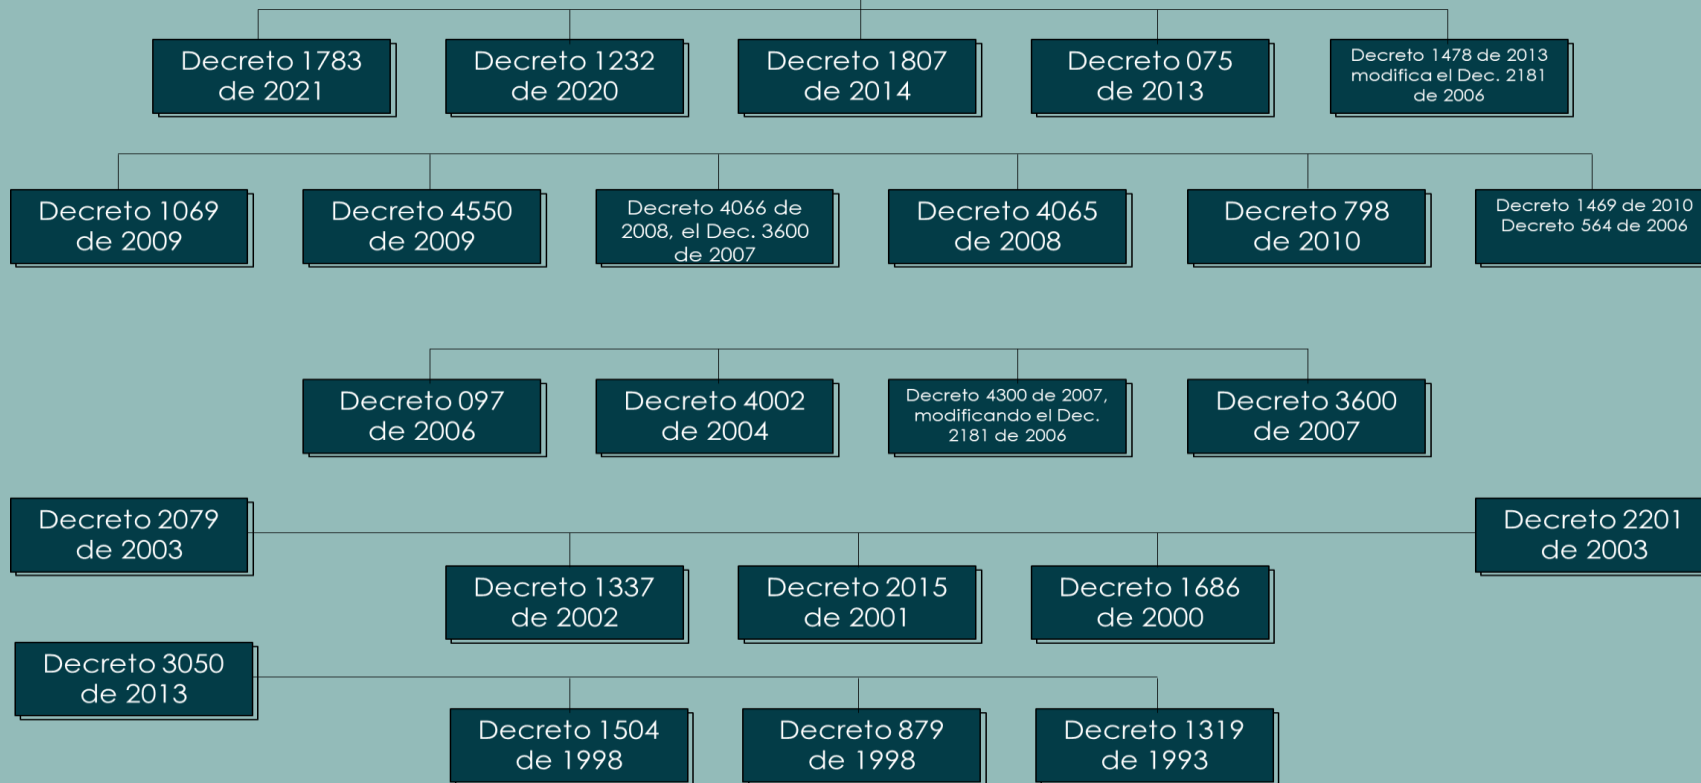 Decreto 1783
de 2021
Decreto 1232
de 2020
Decreto 1807
de 2014
Decreto 075
de 2013
Decreto 1478 de 2013
modifica el Dec. 2181
de 2006
Decreto 1069
de 2009
Decreto 4550
de 2009
Decreto 4066 de
2008, el Dec. 3600
de 2007
Decreto 4065
de 2008
Decreto 798
de 2010
Decreto 1469 de 2010
Decreto 564 de 2006
Decreto 097
de 2006
Decreto 4002
de 2004
Decreto 4300 de 2007,
modificando el Dec.
2181 de 2006
Decreto 3600
de 2007
Decreto 2079
de 2003
Decreto 2201
de 2003
Decreto 1337
de 2002
Decreto 2015
de 2001
Decreto 1686
de 2000
Decreto 3050
de 2013
Decreto 1504
de 1998
Decreto 879
de 1998
Decreto 1319
de 1993